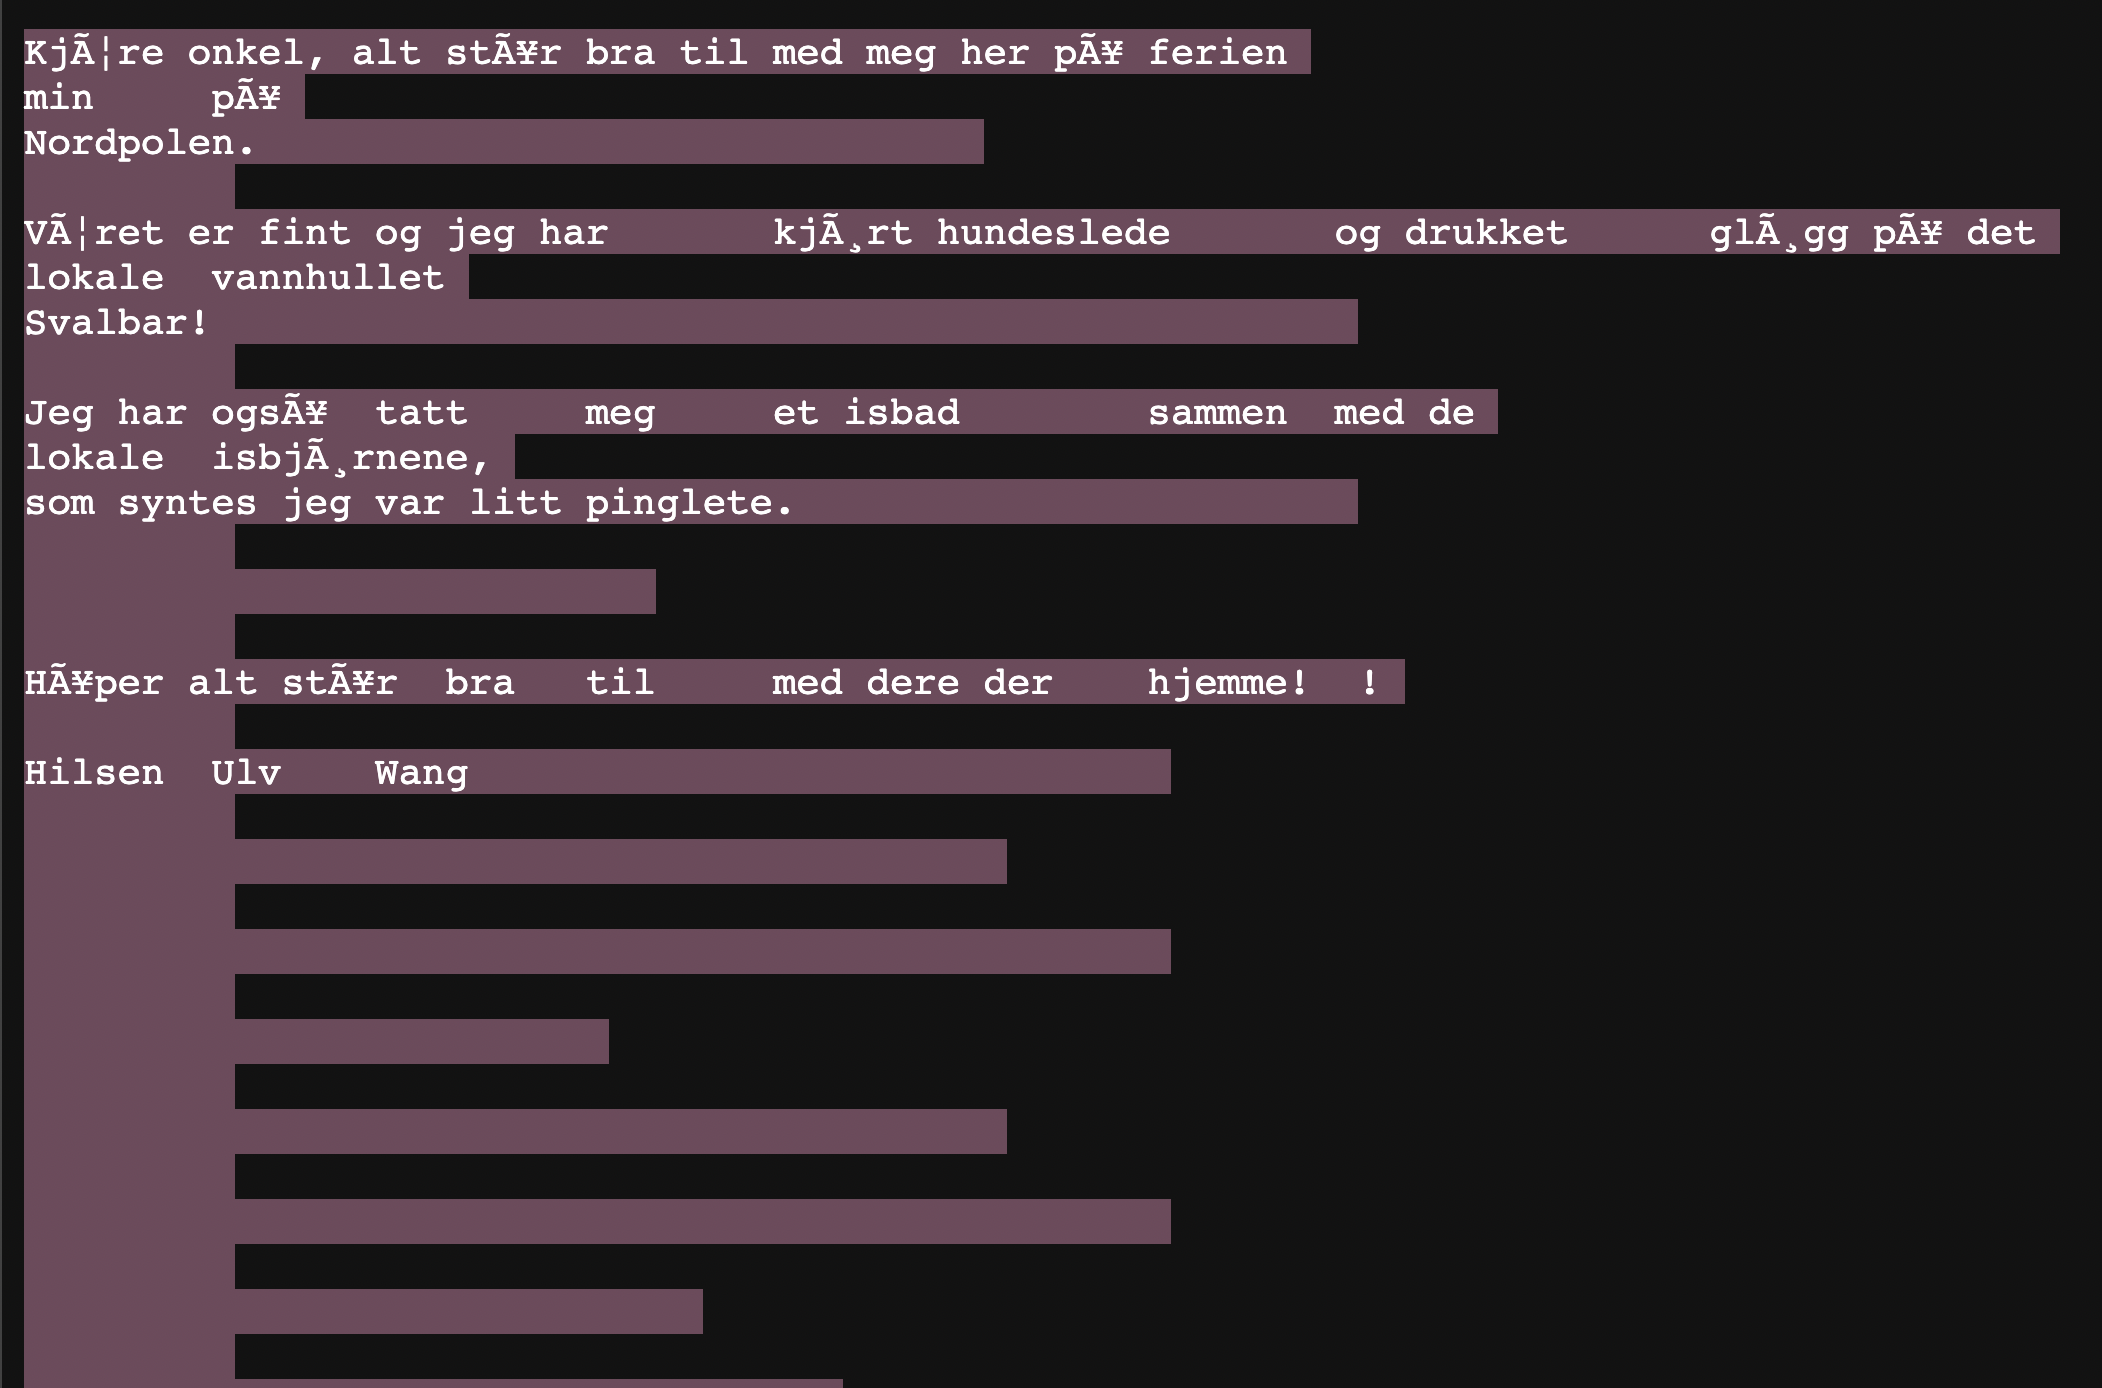 KjÃ¦re onkel, alt stÃ¥r bra til med meg her pÃ¥ ferien
min     pÃ¥
Nordpolen.
VÃ¦ret er fint og jeg har       kjÃ¸rt hundeslede       og drukket      glÃ¸gg pÃ¥ det
lokale  vannhullet
Svalbar!
Jeg har ogsÃ¥  tatt     meg     et isbad        sammen  med de
lokale  isbjÃ¸rnene,
som syntes jeg var litt pinglete.
HÃ¥per alt stÃ¥r  bra   til     med dere der    hjemme!  !
Hilsen  Ulv    Wang